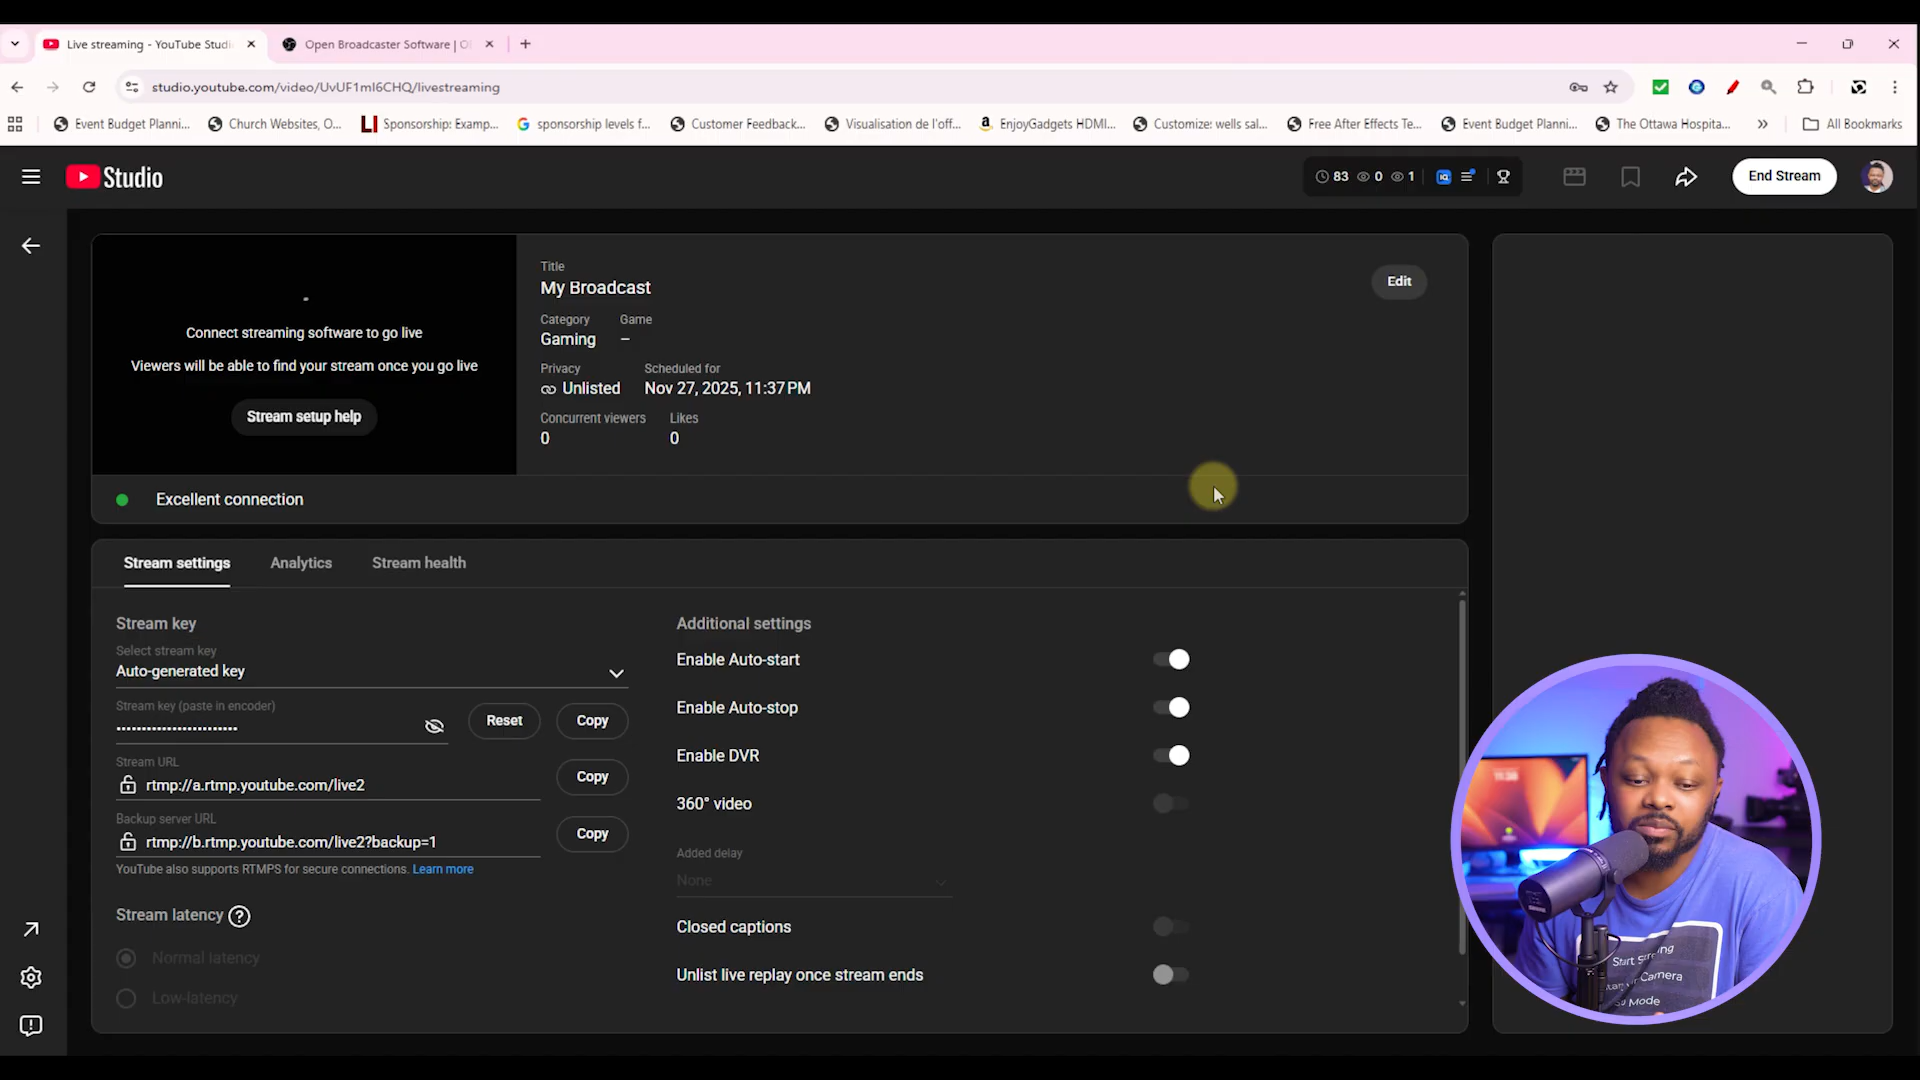 Live streaming - YouTube Studi
Open Broadcaster Software | O
studio.youtube.com/video/UvUF1ml6CHQ/livestreaming
Event Budget Planni...
Church Websites, O...
Sponsorship: Examp...
sponsorship levels f...
Customer Feedback...
Visualisation de l'off...
EnjoyGadgets HDMI...
Customize: wells sal...
Free After Effects Te...
Event Budget Planni...
The Ottawa Hospita...
All Bookmarks
Studio
83 0 1
End Stream
Connect streaming software to go live
Viewers will be able to find your stream once you go live
Stream setup help
Title
My Broadcast
Edit
Category Game
Gaming –
Privacy Scheduled for
Unlisted Nov 27, 2025, 11:37 PM
Concurrent viewers Likes
0 0
Excellent connection
Stream settings Analytics Stream health
Stream key
Select stream key
Auto-generated key
Stream key (paste in encoder)
••••••••••••••••••••••••
Reset Copy
Stream URL
rtmp://a.rtmp.youtube.com/live2
Copy
Backup server URL
rtmp://b.rtmp.youtube.com/live2?backup=1
Copy
YouTube also supports RTMPS for secure connections. Learn more
Stream latency
Normal latency
Low-latency
Additional settings
Enable Auto-start
Enable Auto-stop
Enable DVR
360° video
Added delay
None
Closed captions
Unlist live replay once stream ends
Camera
Mode